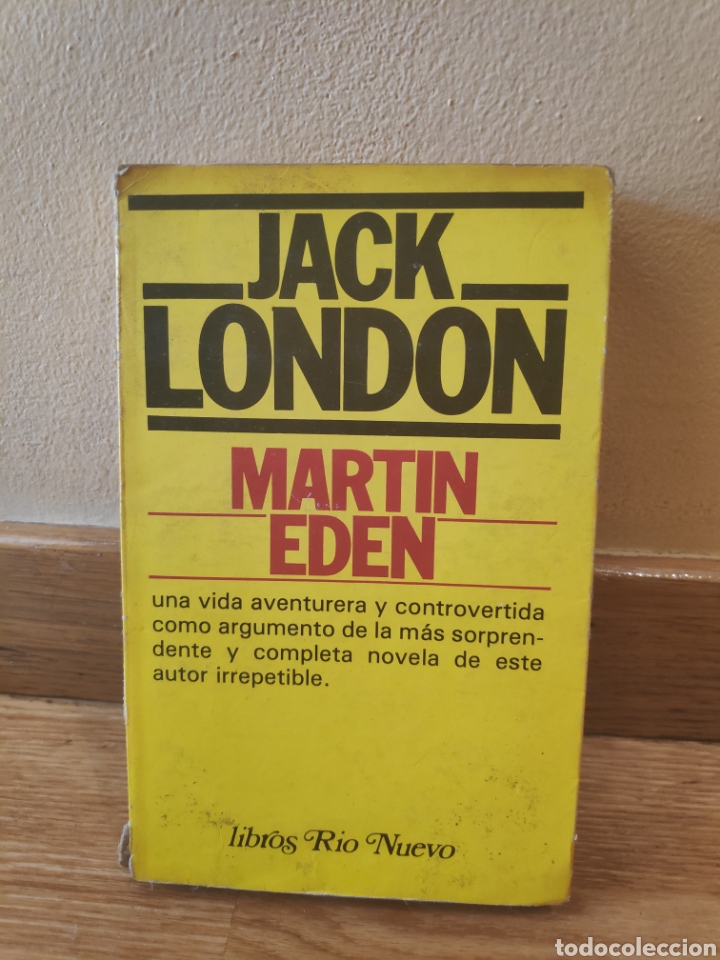 JACK
LONDON
MARTIN
EDEN
una vida aventurera y controvertida
como argumento de la más sorpren-
dente y completa novela de este
autor irrepetible.
libros Rio Nuevo
todocoleccion